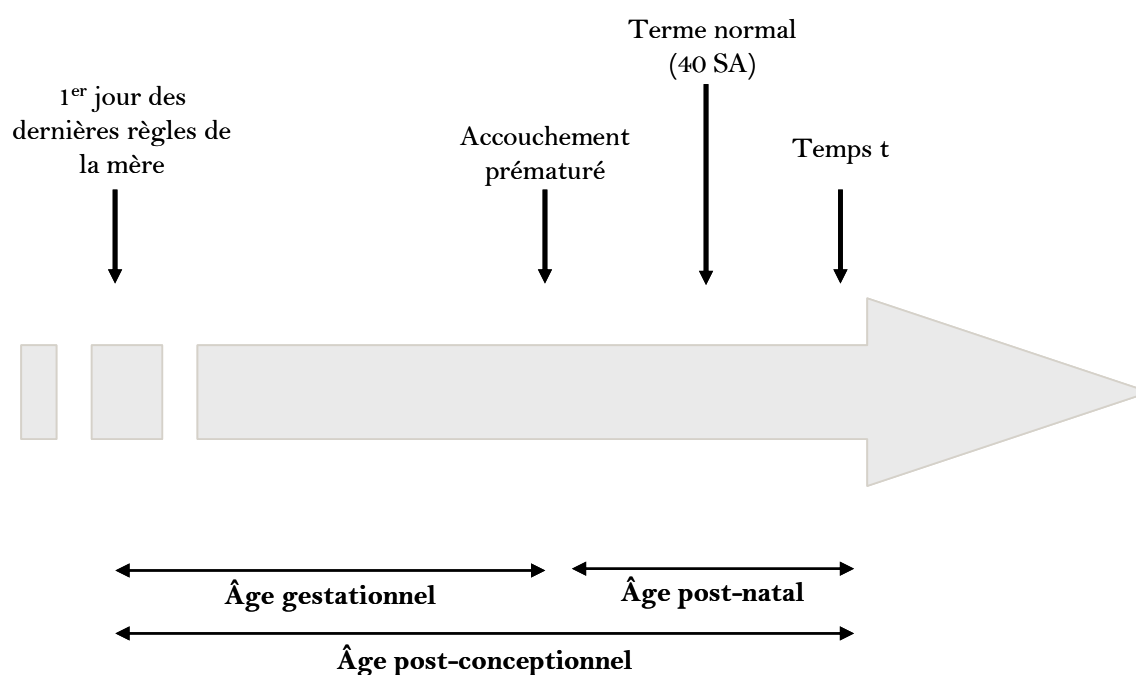 Terme normal
(40 SA)
1er jour des
dernières règles de
la mère
Accouchement
prématuré
Temps t
Âge gestationnel
Âge post-natal
Âge post-conceptionnel